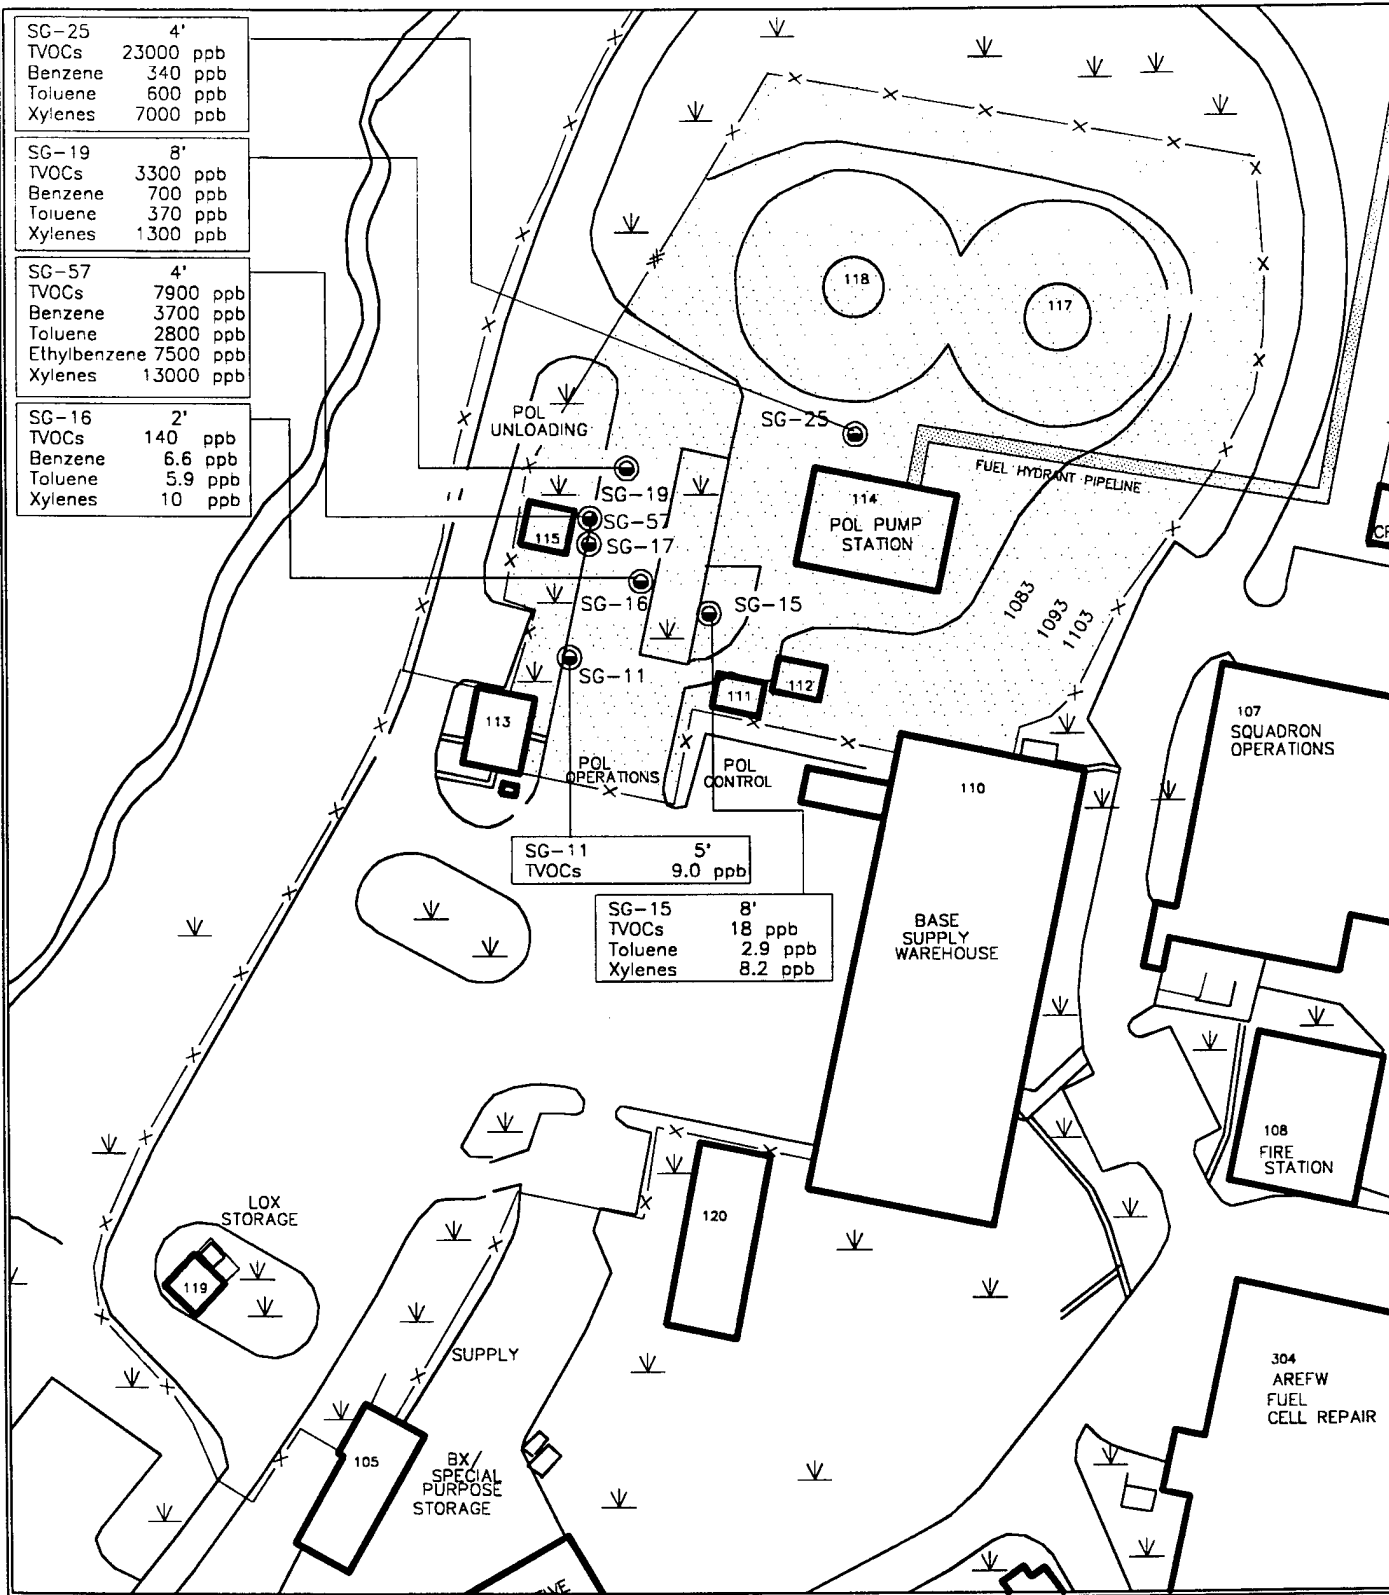 SG-25 4'
TVOCs 23000 ppb
Benzene 340 ppb
Toluene 600 ppb
Xylenes 7000 ppb
SG-19 8'
TVOCs 3300 ppb
Benzene 700 ppb
Toluene 370 ppb
Xylenes 1300 ppb
SG-57 4'
TVOCs 7900 ppb
Benzene 3700 ppb
Toluene 2800 ppb
Ethylbenzene 7500 ppb
Xylenes 13000 ppb
SG-16 2'
TVOCs 140 ppb
Benzene 6.6 ppb
Toluene 5.9 ppb
Xylenes 10 ppb
118
117
POL
UNLOADING
SG-25
SG-19
FUEL HYDRANT PIPELINE
114
POL PUMP
STATION
SG-57
115
SG-17
SG-16
SG-15
1083
1093
1103
SG-11
111
112
113
107
SQUADRON
OPERATIONS
POL
OPERATIONS
POL
CONTROL
110
SG-11 5'
TVOCs 9.0 ppb
SG-15 8'
TVOCs 18 ppb
Toluene 2.9 ppb
Xylenes 8.2 ppb
BASE
SUPPLY
WAREHOUSE
108
FIRE
STATION
LOX
STORAGE
120
119
SUPPLY
304
AREFW
FUEL
CELL REPAIR
105
BX/
SPECIAL
PURPOSE
STORAGE